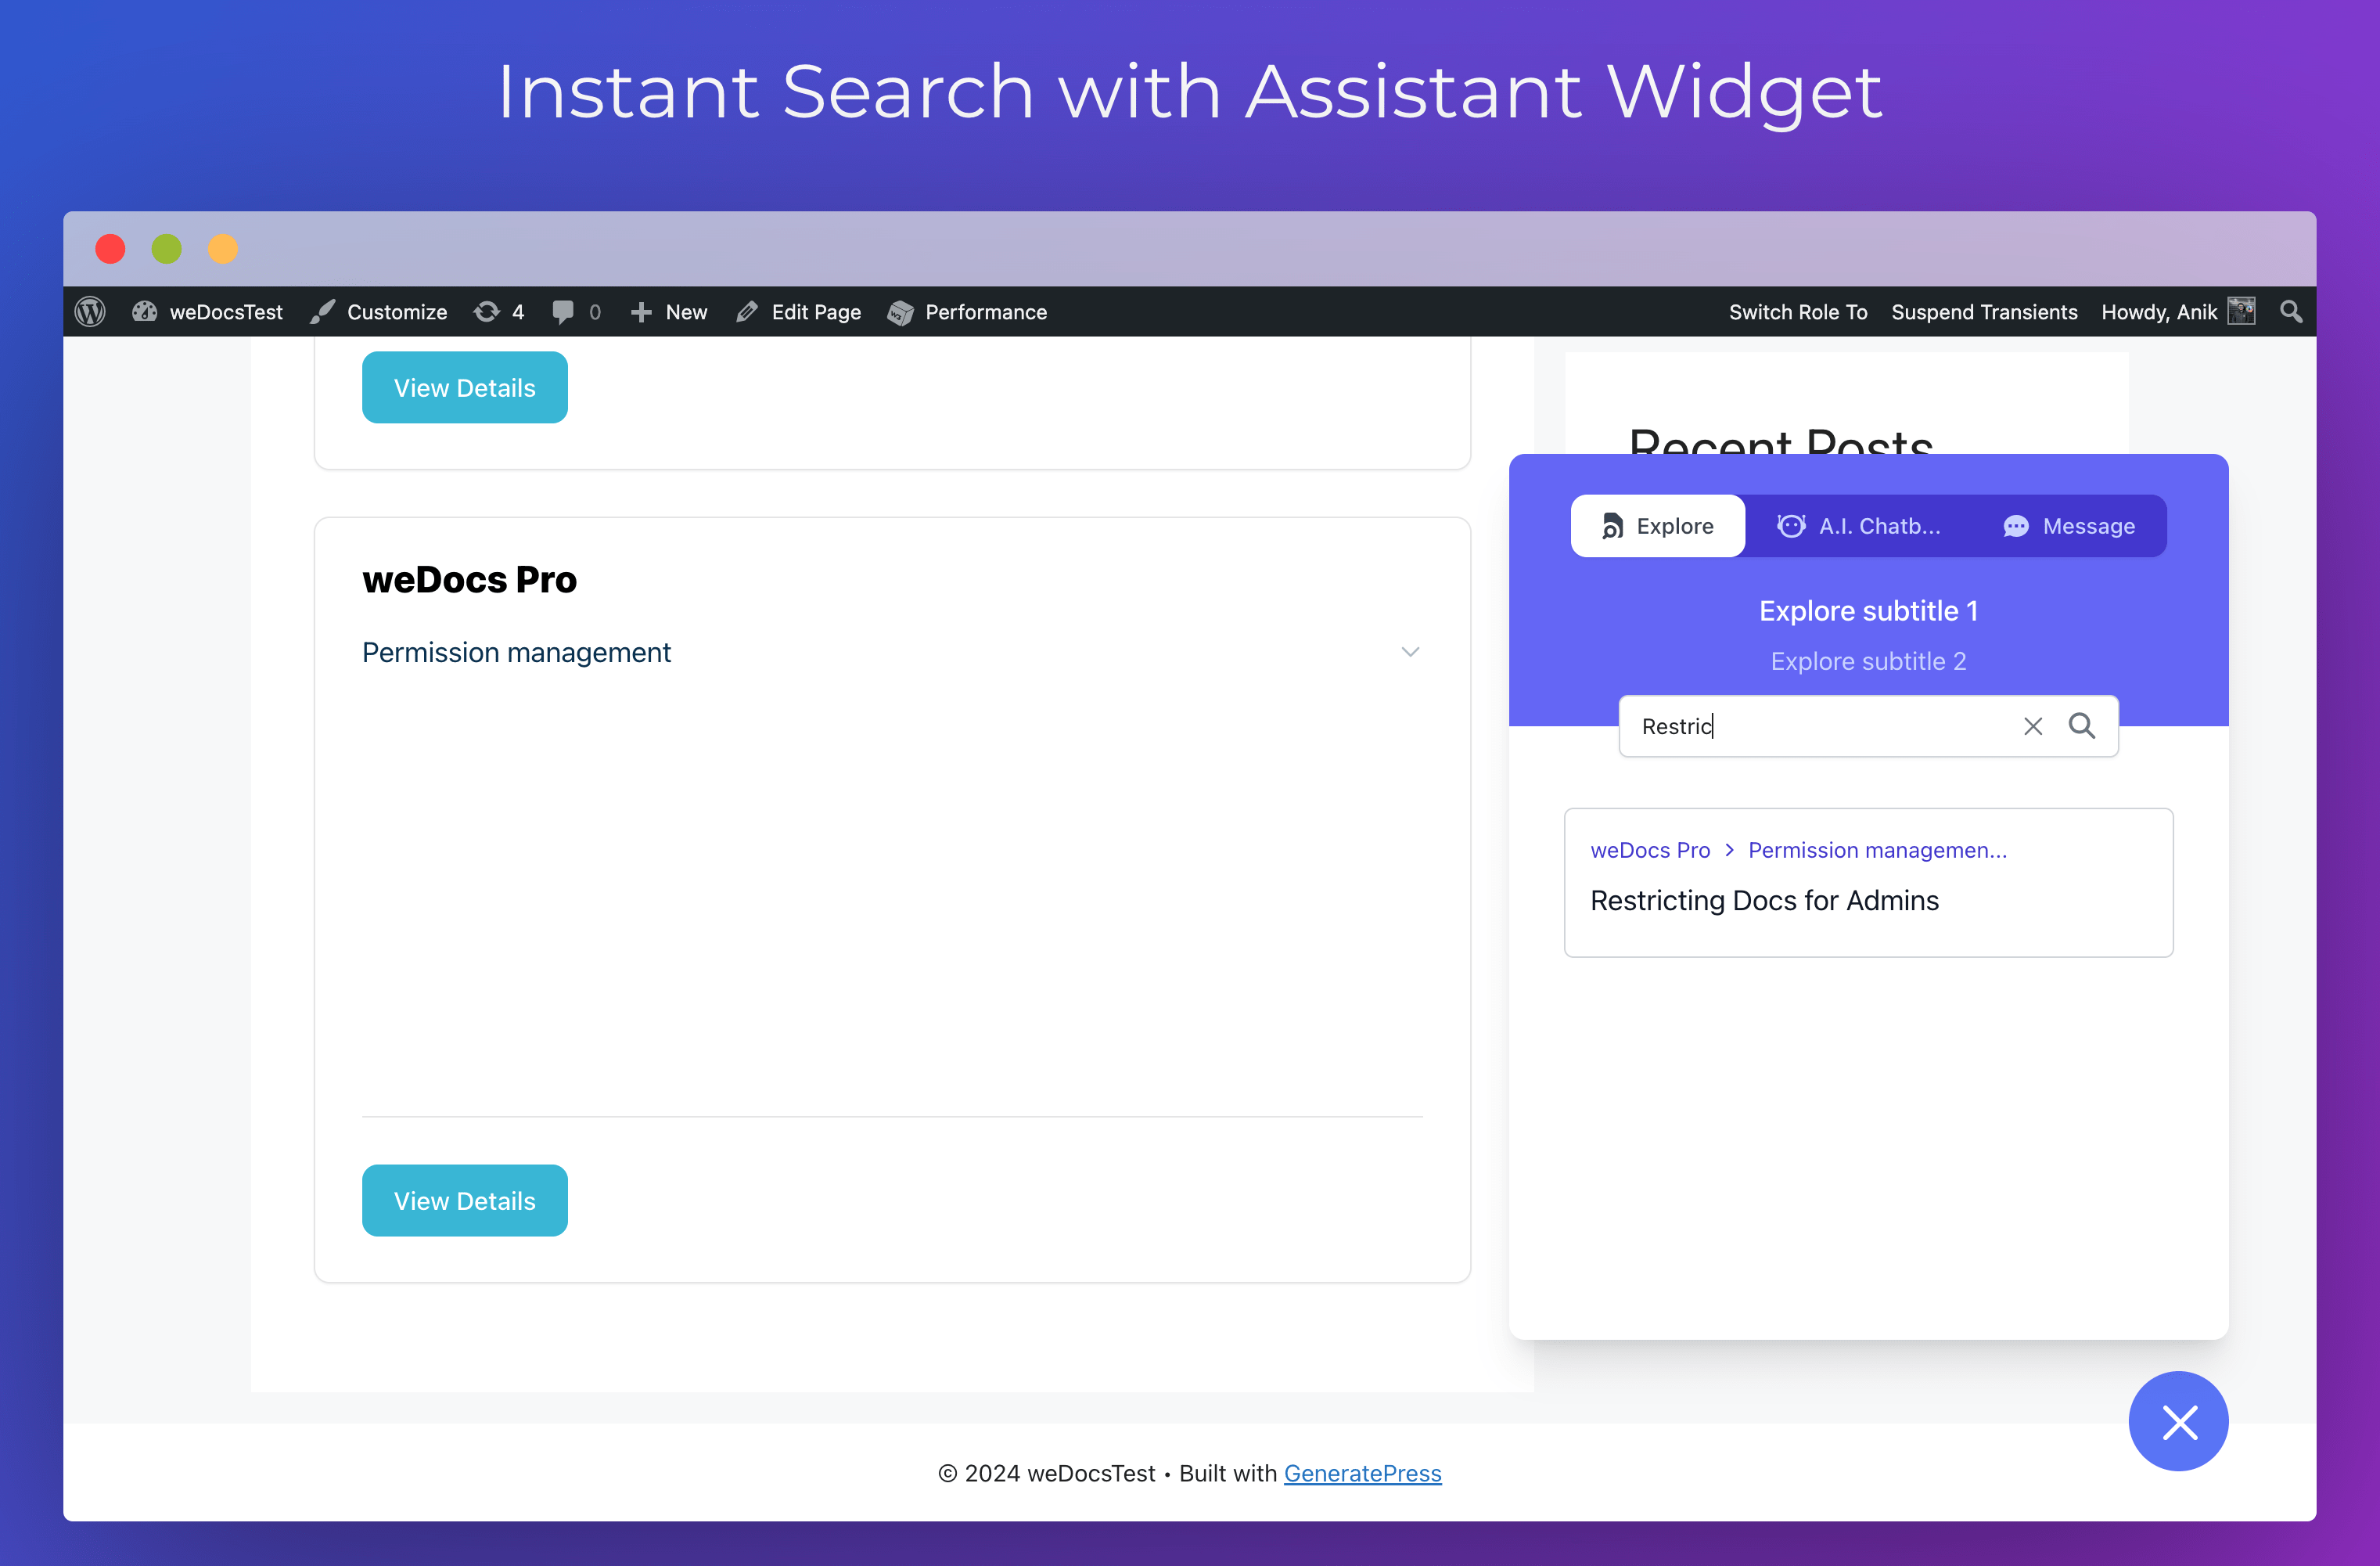 Instant Search with Assistant Widget
weDocsTest Customize 4 0 New Edit Page Performance Switch Role To Suspend Transients Howdy, Anik
View Details
Recent Posts
weDocs Pro
Permission management
View Details
Explore A.I. Chatb... Message
Explore subtitle 1
Explore subtitle 2
Restric
weDocs Pro > Permission managemen...
Restricting Docs for Admins
© 2024 weDocsTest • Built with GeneratePress